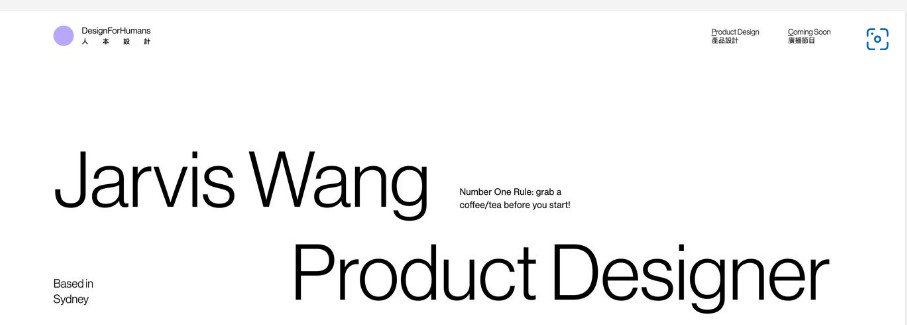 DesignForHumans
人 本 設 計
Product Design
產品設計
Coming Soon
廣播節目
Jarvis Wang
Number One Rule: grab a
coffee/tea before you start!
Product Designer
Based in
Sydney